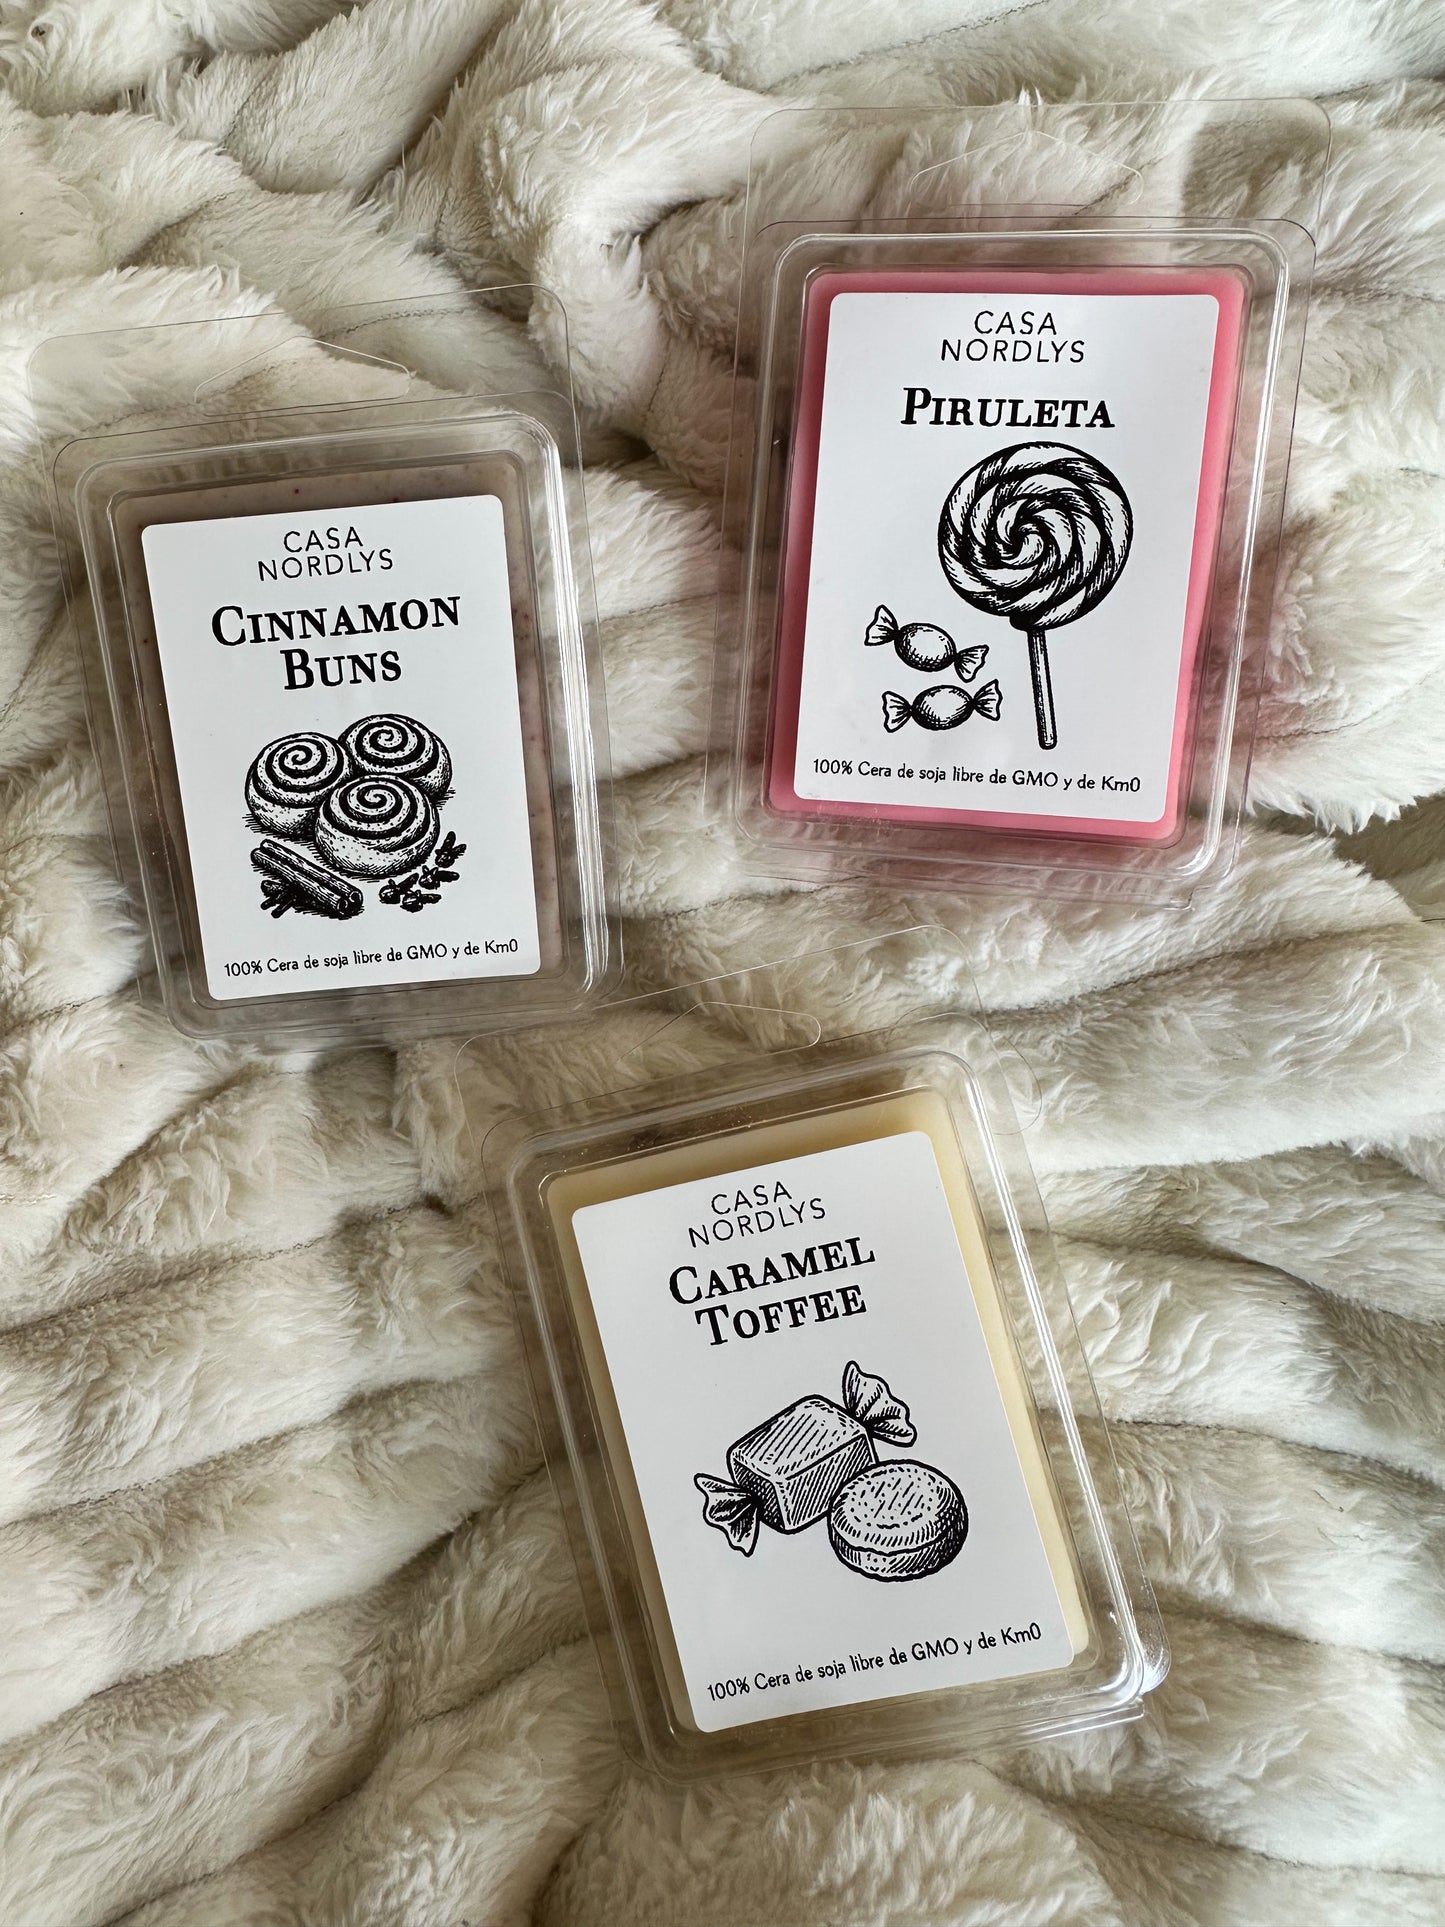 CASA
NORDLYS
CINNAMON
BUNS
100% Cera de soja libre de GMO y de Km0
CASA
NORDLYS
PIRULETA
100% Cera de soja libre de GMO y de Km0
CASA
NORDLYS
CARAMEL
TOFFEE
100% Cera de soja libre de GMO y de Km0